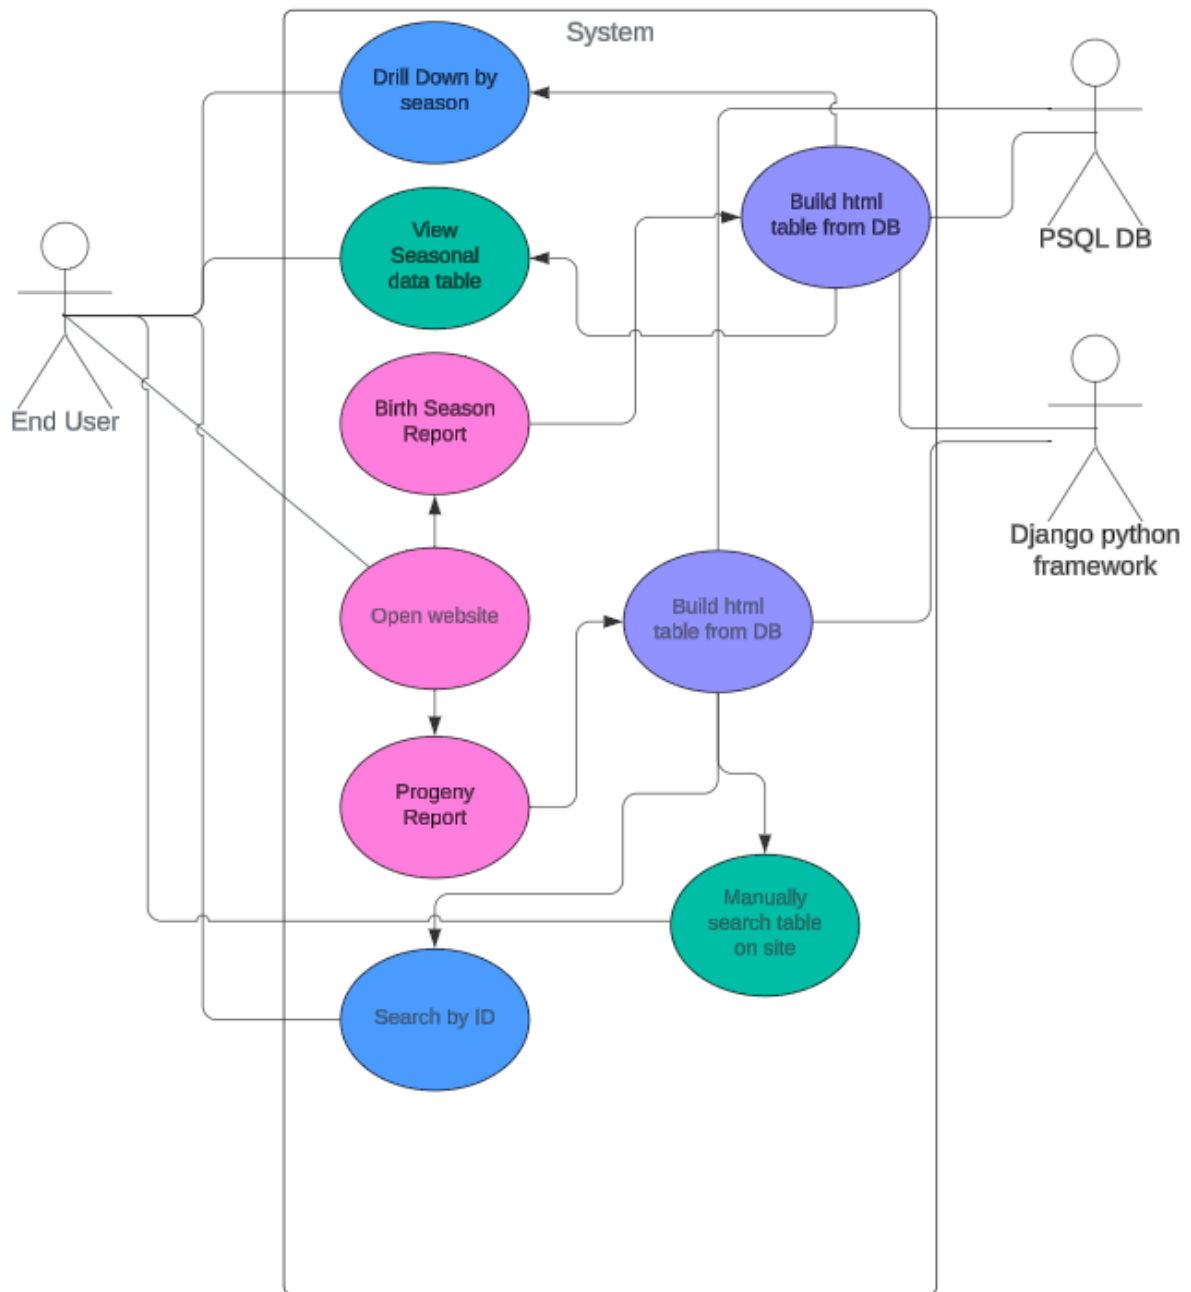 System
Drill Down by
season
Build html
table from DB
PSQL DB
View
Seasonal
data table
End User
Birth Season
Report
Django python
framework
Open website
Build html
table from DB
Progeny
Report
Manually
search table
on site
Search by ID